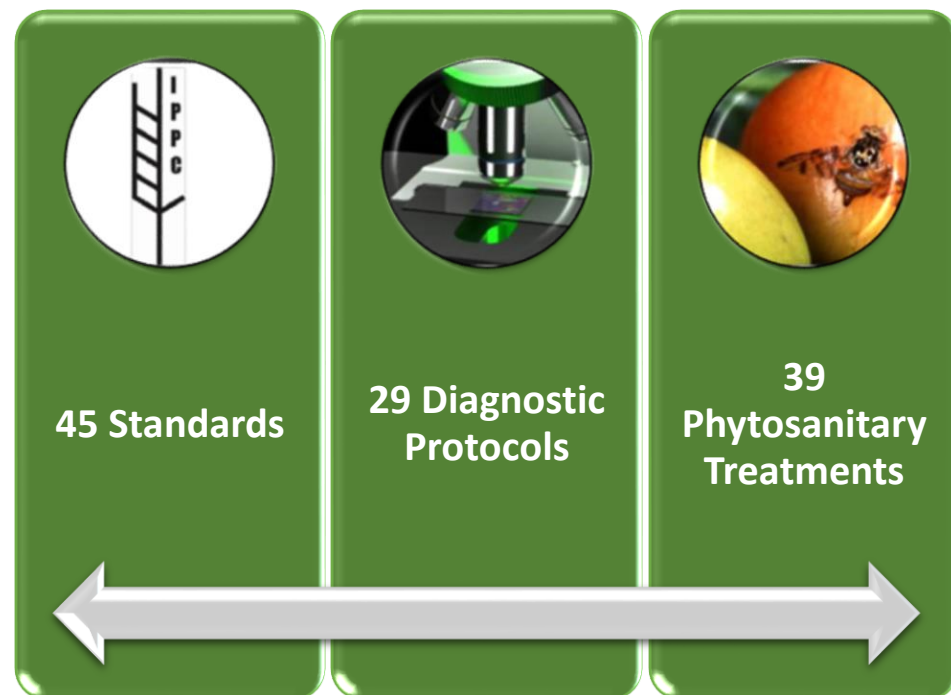 IPPC
45 Standards
29 Diagnostic
Protocols
39
Phytosanitary
Treatments